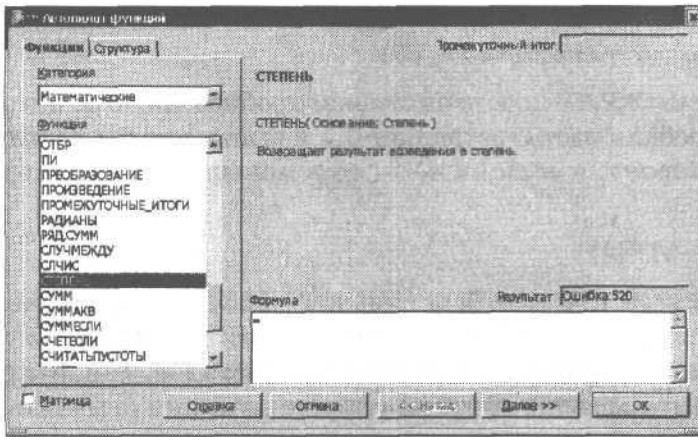 Автопилот функций
Функции Структура
Промежуточный итог
Категория
Математические
Функция
ОТБР
ПИ
ПРЕОБРАЗОВАНИЕ
ПРОИЗВЕДЕНИЕ
ПРОМЕЖУТОЧНЫЕ_ИТОГИ
РАДИАНЫ
РЯД.СУММ
СЛУЧМЕЖДУ
СЛЧИС
СУММ
СУММАКВ
СУММЕСЛИ
СЧЕТЕСЛИ
СЧИТАТЬПУСТОТЫ
СТЕПЕНЬ
СТЕПЕНЬ( Основание; Степень )
Возвращает результат возведения в степень.
Формула
Результат Ошибка:520
=
Матрица
Справка
Отмена
<< Назад
Далее >>
OK